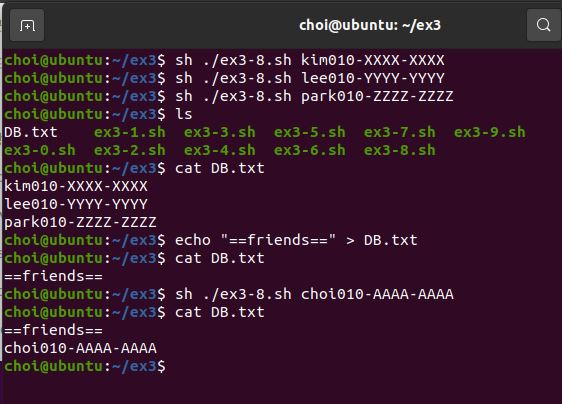 choi@ubuntu: ~/ex3
choi@ubuntu:~/ex3$ sh ./ex3-8.sh kim010-XXXX-XXXX
choi@ubuntu:~/ex3$ sh ./ex3-8.sh lee010-YYYY-YYYY
choi@ubuntu:~/ex3$ sh ./ex3-8.sh park010-ZZZZ-ZZZZ
choi@ubuntu:~/ex3$ ls
DB.txt    ex3-1.sh  ex3-3.sh  ex3-5.sh  ex3-7.sh  ex3-9.sh
ex3-0.sh  ex3-2.sh  ex3-4.sh  ex3-6.sh  ex3-8.sh
choi@ubuntu:~/ex3$ cat DB.txt
kim010-XXXX-XXXX
lee010-YYYY-YYYY
park010-ZZZZ-ZZZZ
choi@ubuntu:~/ex3$ echo "==friends==" > DB.txt
choi@ubuntu:~/ex3$ cat DB.txt
==friends==
choi@ubuntu:~/ex3$ sh ./ex3-8.sh choi010-AAAA-AAAA
choi@ubuntu:~/ex3$ cat DB.txt
==friends==
choi010-AAAA-AAAA
choi@ubuntu:~/ex3$